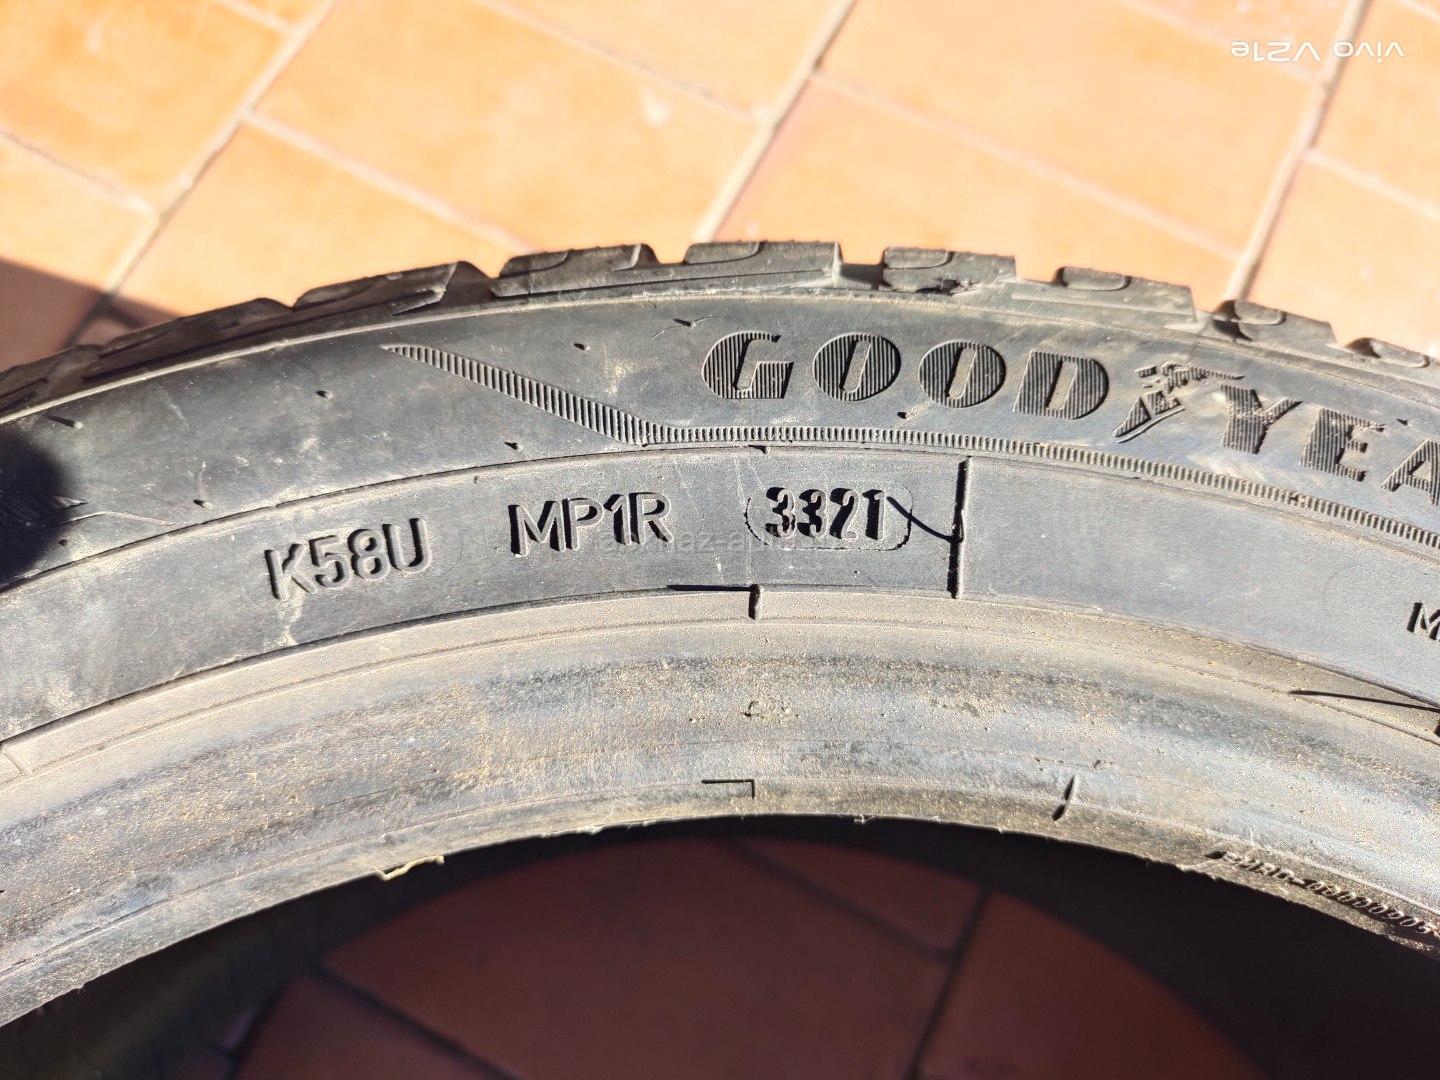 vivo V21e
GOODYEA
K58U MP1R 3321
M